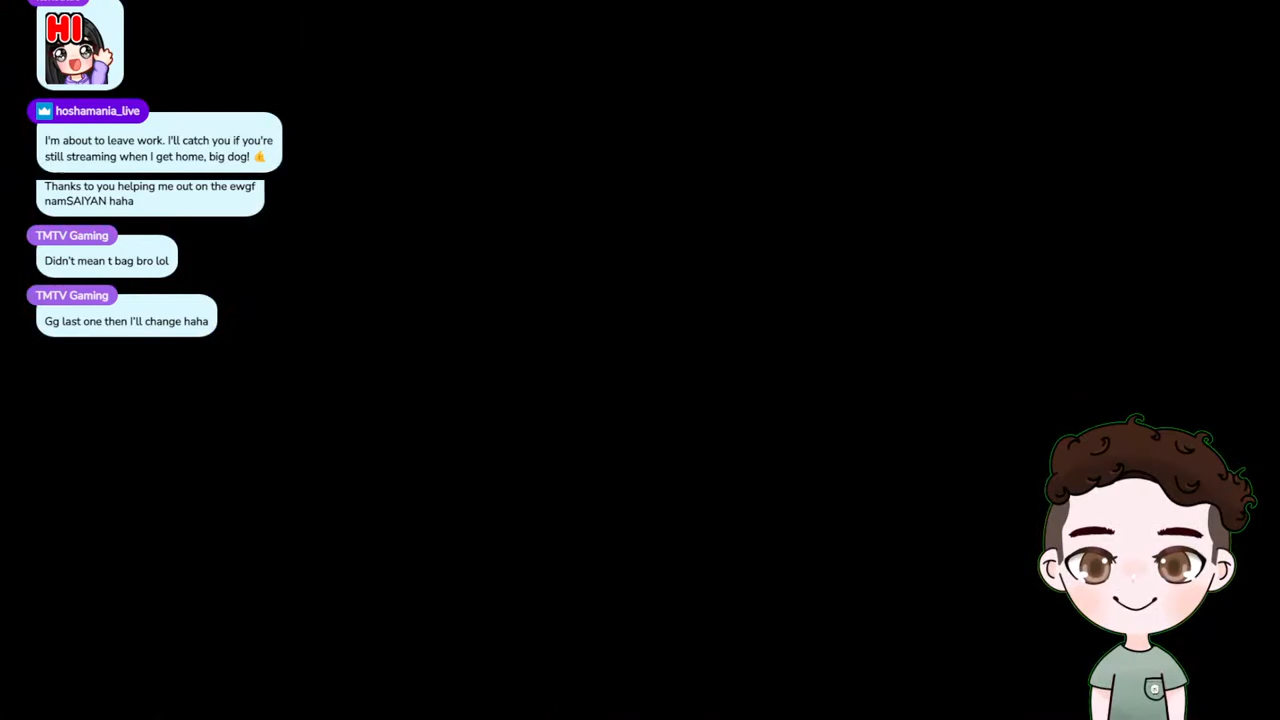 HI
hoshamania_live
I'm about to leave work. I'll catch you if you're
still streaming when I get home, big dog! 🤙
Thanks to you helping me out on the ewgf
namSAIYAN haha
TMTV Gaming
Didn't mean t bag bro lol
TMTV Gaming
Gg last one then I'll change haha